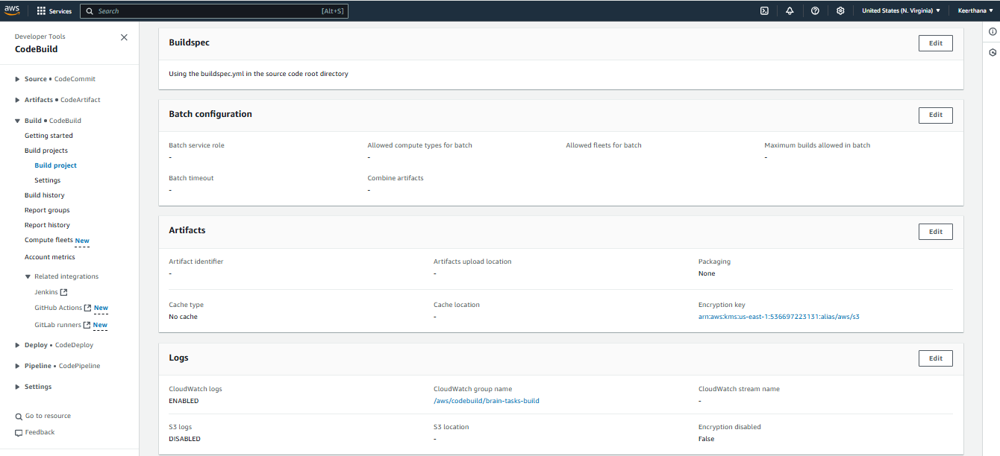 aws
Services
Search
[Alt+S]
United States (N. Virginia)
Keerthana
Developer Tools
CodeBuild
Source • CodeCommit
Artifacts • CodeArtifact
Build • CodeBuild
Getting started
Build projects
Build project
Settings
Build history
Report groups
Report history
Compute fleets New
Account metrics
Related integrations
Jenkins
GitHub Actions New
GitLab runners New
Deploy • CodeDeploy
Pipeline • CodePipeline
Settings
Go to resource
Feedback
Buildspec
Edit
Using the buildspec.yml in the source code root directory
Batch configuration
Edit
Batch service role
-
Allowed compute types for batch
-
Allowed fleets for batch
Maximum builds allowed in batch
-
Batch timeout
-
Combine artifacts
-
Artifacts
Edit
Artifact identifier
-
Artifacts upload location
-
Packaging
None
Cache type
No cache
Cache location
-
Encryption key
arn:aws:kms:us-east-1:536697223131:alias/aws/s3
Logs
Edit
CloudWatch logs
ENABLED
CloudWatch group name
/aws/codebuild/brain-tasks-build
CloudWatch stream name
-
S3 logs
DISABLED
S3 location
-
Encryption disabled
False